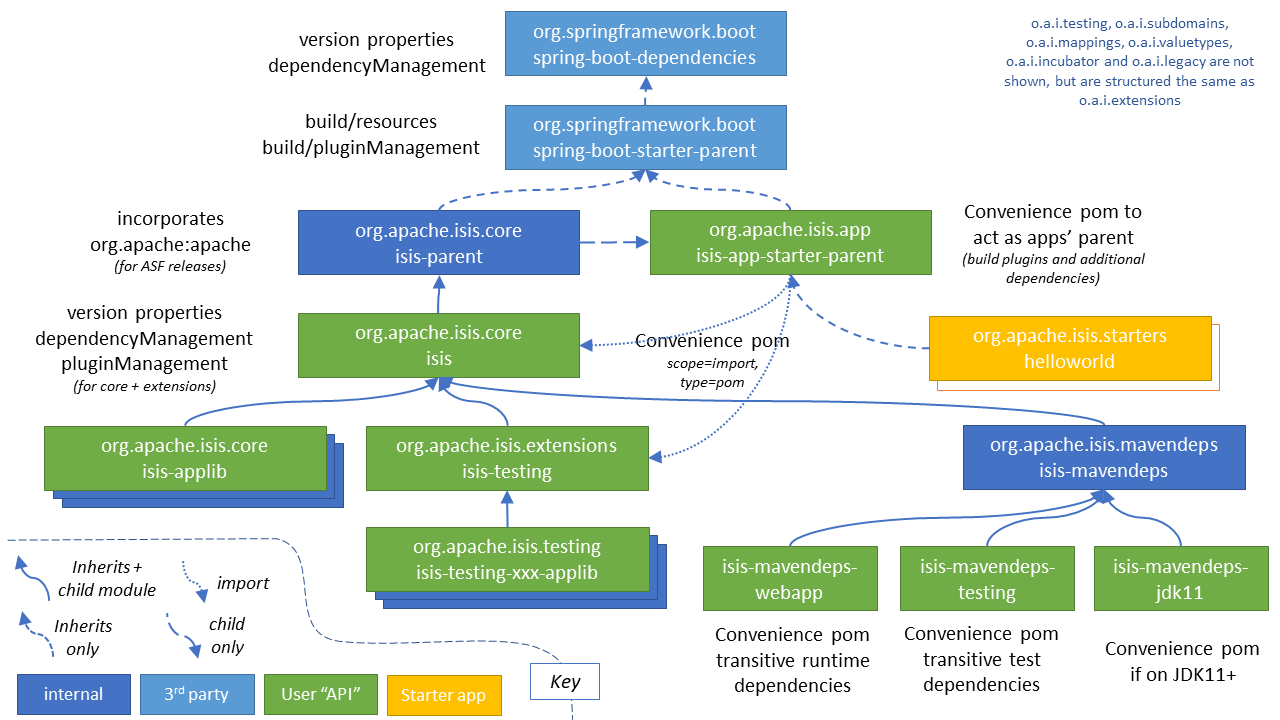 version properties
dependencyManagement
org.springframework.boot
spring-boot-dependencies
o.a.i.testing, o.a.i.subdomains,
o.a.i.mappings, o.a.i.valuetypes,
o.a.i.incubator and o.a.i.legacy are not
shown, but are structured the same as
o.a.i.extensions
build/resources
build/pluginManagement
org.springframework.boot
spring-boot-starter-parent
incorporates
org.apache:apache
(for ASF releases)
org.apache.isis.core
isis-parent
org.apache.isis.app
isis-app-starter-parent
Convenience pom to
act as apps’ parent
(build plugins and additional
dependencies)
version properties
dependencyManagement
pluginManagement
(for core + extensions)
org.apache.isis.core
isis
Convenience pom
scope=import,
type=pom
org.apache.isis.starters
helloworld
org.apache.isis.core
isis-applib
org.apache.isis.extensions
isis-testing
org.apache.isis.mavendeps
isis-mavendeps
org.apache.isis.testing
isis-testing-xxx-applib
isis-mavendeps-
webapp
isis-mavendeps-
testing
isis-mavendeps-
jdk11
Convenience pom
transitive runtime
dependencies
Convenience pom
transitive test
dependencies
Convenience pom
if on JDK11+
Inherits +
child module
import
Inherits
only
child
only
Key
internal
3rd party
User “API”
Starter app